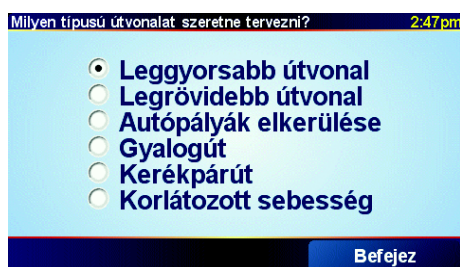 Milyen típusú útvonalat szeretne tervezni? 2:47pm
Leggyorsabb útvonal
Legrövidebb útvonal
Autópályák elkerülése
Gyalogút
Kerékpárút
Korlátozott sebesség
Befejez